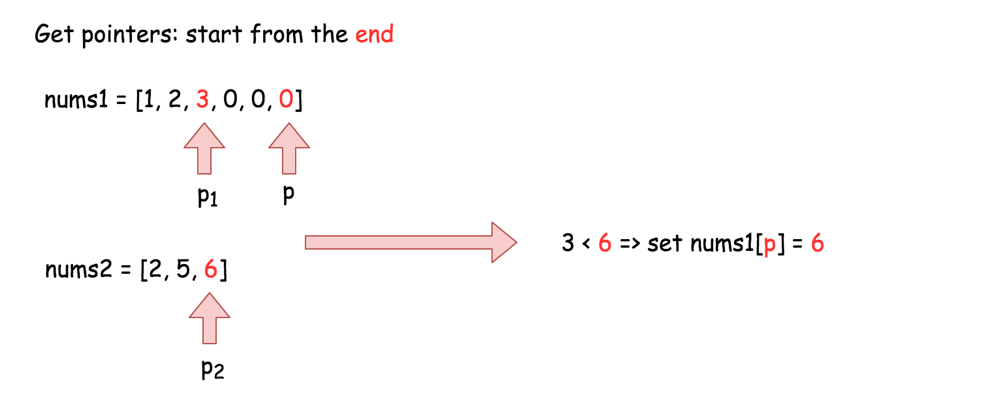 Get pointers: start from the end
nums1 = [1, 2, 3, 0, 0, 0]
p1
p
3 < 6 => set nums1[p] = 6
nums2 = [2, 5, 6]
p2